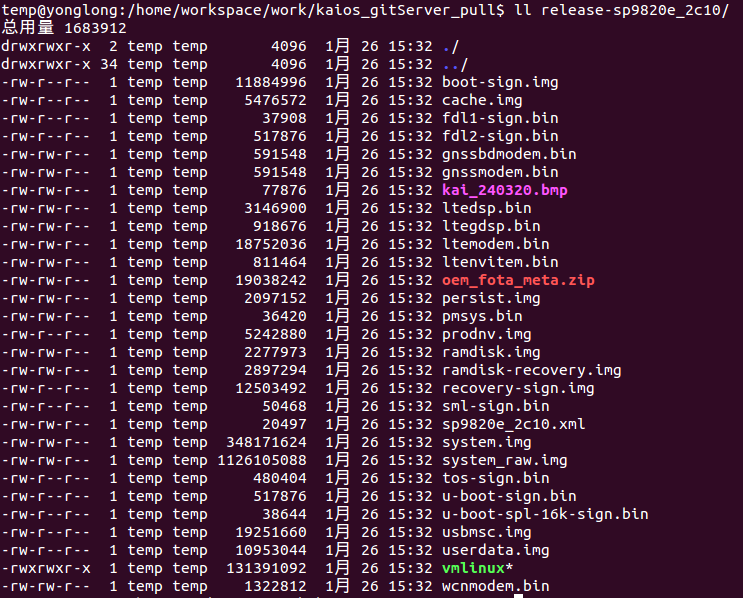 temp@yonglong:/home/workspace/work/kaios_gitServer_pull$ ll release-sp9820e_2c10/
总用量 1683912
drwxrwxr-x  2 temp temp       4096  1月 26 15:32 ./
drwxrwxr-x 34 temp temp       4096  1月 26 15:32 ../
-rw-r--r--  1 temp temp   11884996  1月 26 15:32 boot-sign.img
-rw-r--r--  1 temp temp    5476572  1月 26 15:32 cache.img
-rw-r--r--  1 temp temp      37908  1月 26 15:32 fdl1-sign.bin
-rw-r--r--  1 temp temp     517876  1月 26 15:32 fdl2-sign.bin
-rw-rw-r--  1 temp temp     591548  1月 26 15:32 gnssbdmodem.bin
-rw-rw-r--  1 temp temp     591548  1月 26 15:32 gnssmodem.bin
-rw-rw-r--  1 temp temp      77876  1月 26 15:32 kai_240320.bmp
-rw-rw-r--  1 temp temp    3146900  1月 26 15:32 ltedsp.bin
-rw-rw-r--  1 temp temp     918676  1月 26 15:32 ltegdsp.bin
-rw-rw-r--  1 temp temp   18752036  1月 26 15:32 ltemodem.bin
-rw-rw-r--  1 temp temp     811464  1月 26 15:32 ltenvitem.bin
-rw-rw-r--  1 temp temp   19038242  1月 26 15:32 oem_fota_meta.zip
-rw-rw-r--  1 temp temp    2097152  1月 26 15:32 persist.img
-rw-rw-r--  1 temp temp      36420  1月 26 15:32 pmsys.bin
-rw-rw-r--  1 temp temp    5242880  1月 26 15:32 prodnv.img
-rw-rw-r--  1 temp temp    2277973  1月 26 15:32 ramdisk.img
-rw-rw-r--  1 temp temp    2897294  1月 26 15:32 ramdisk-recovery.img
-rw-r--r--  1 temp temp   12503492  1月 26 15:32 recovery-sign.img
-rw-rw-r--  1 temp temp      50468  1月 26 15:32 sml-sign.bin
-rw-rw-r--  1 temp temp      20497  1月 26 15:32 sp9820e_2c10.xml
-rw-r--r--  1 temp temp  348171624  1月 26 15:32 system.img
-rw-rw-r--  1 temp temp 1126105088  1月 26 15:32 system_raw.img
-rw-rw-r--  1 temp temp     480404  1月 26 15:32 tos-sign.bin
-rw-rw-r--  1 temp temp     517876  1月 26 15:32 u-boot-sign.bin
-rw-rw-r--  1 temp temp      38644  1月 26 15:32 u-boot-spl-16k-sign.bin
-rw-rw-r--  1 temp temp   19251660  1月 26 15:32 usbmsc.img
-rw-rw-r--  1 temp temp   10953044  1月 26 15:32 userdata.img
-rwxrwxr-x  1 temp temp  131391092  1月 26 15:32 vmlinux*
-rw-rw-r--  1 temp temp    1322812  1月 26 15:32 wcnmodem.bin